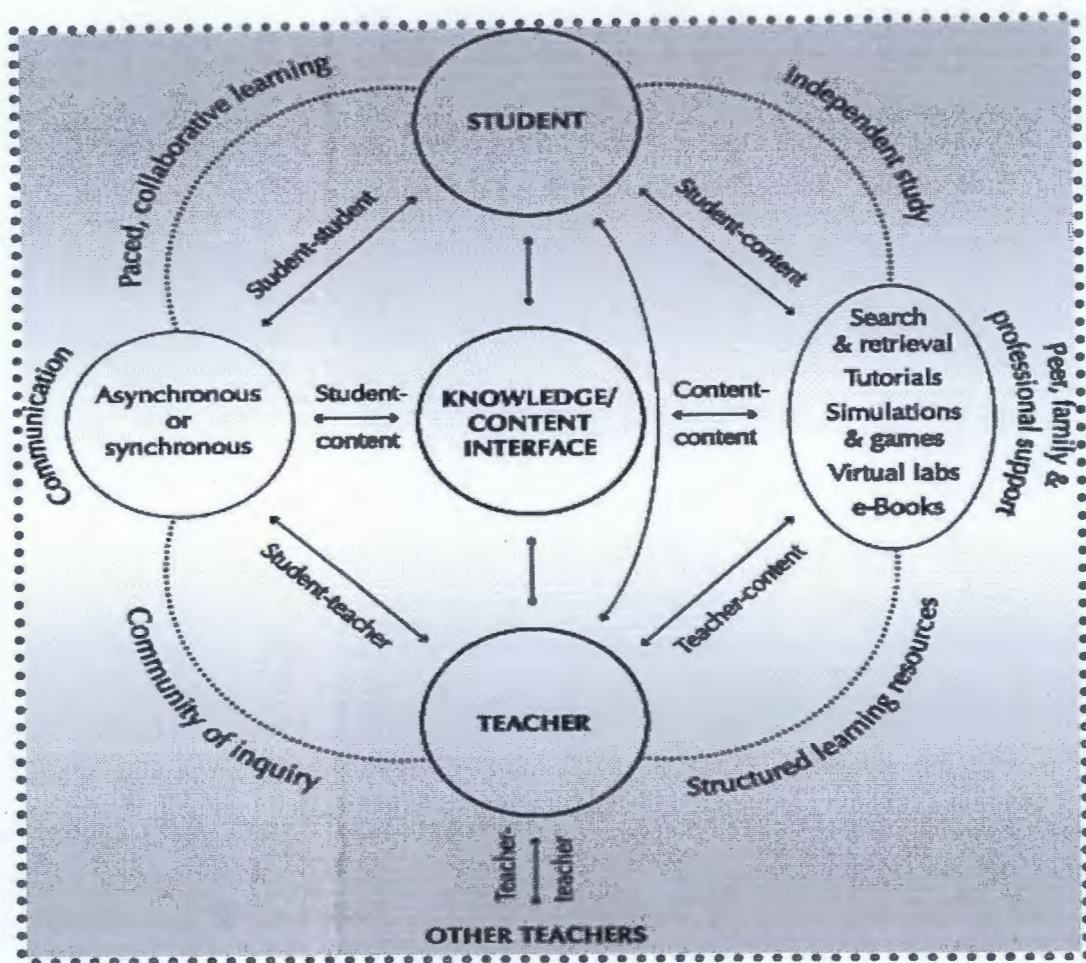 Paced, collaborative learning
STUDENT
Independent study
Student-student
Student-content
Communication
Asynchronous
or
synchronous
Student-
content
KNOWLEDGE/
CONTENT
INTERFACE
Content-
content
Search
& retrieval
Tutorials
Simulations
& games
Virtual labs
e-Books
Peer, family &
professional support
Student-teacher
Teacher-content
Community of inquiry
TEACHER
Structured learning resources
Teacher-
teacher
OTHER TEACHERS